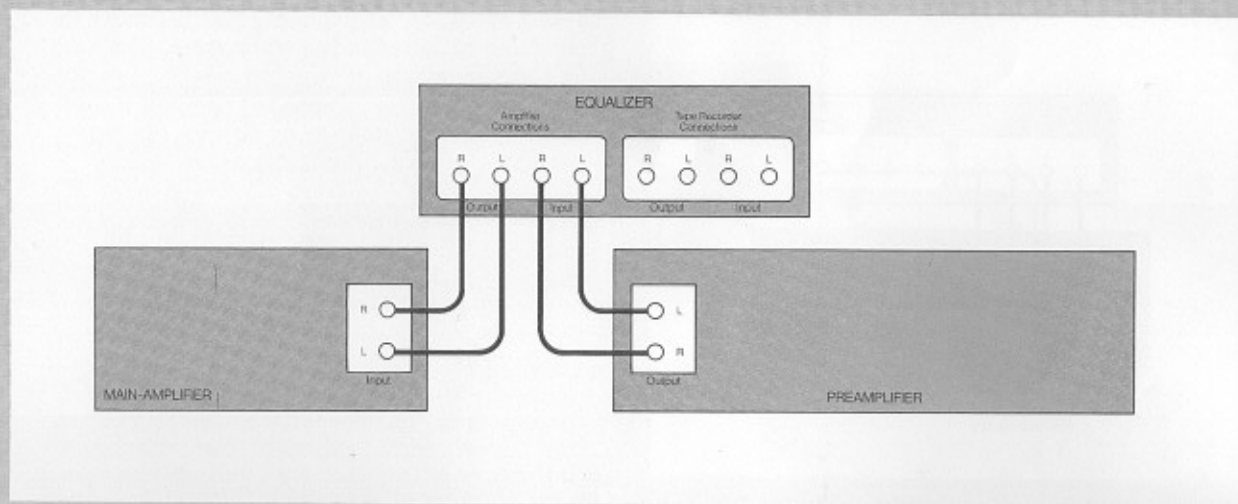 EQUALIZER
Amplifier
Connections
Tape Recorder
Connections
R L R L
R L R L
Output Input
Output Input
R
L
Input
MAIN-AMPLIFIER
L
R
Output
PREAMPLIFIER